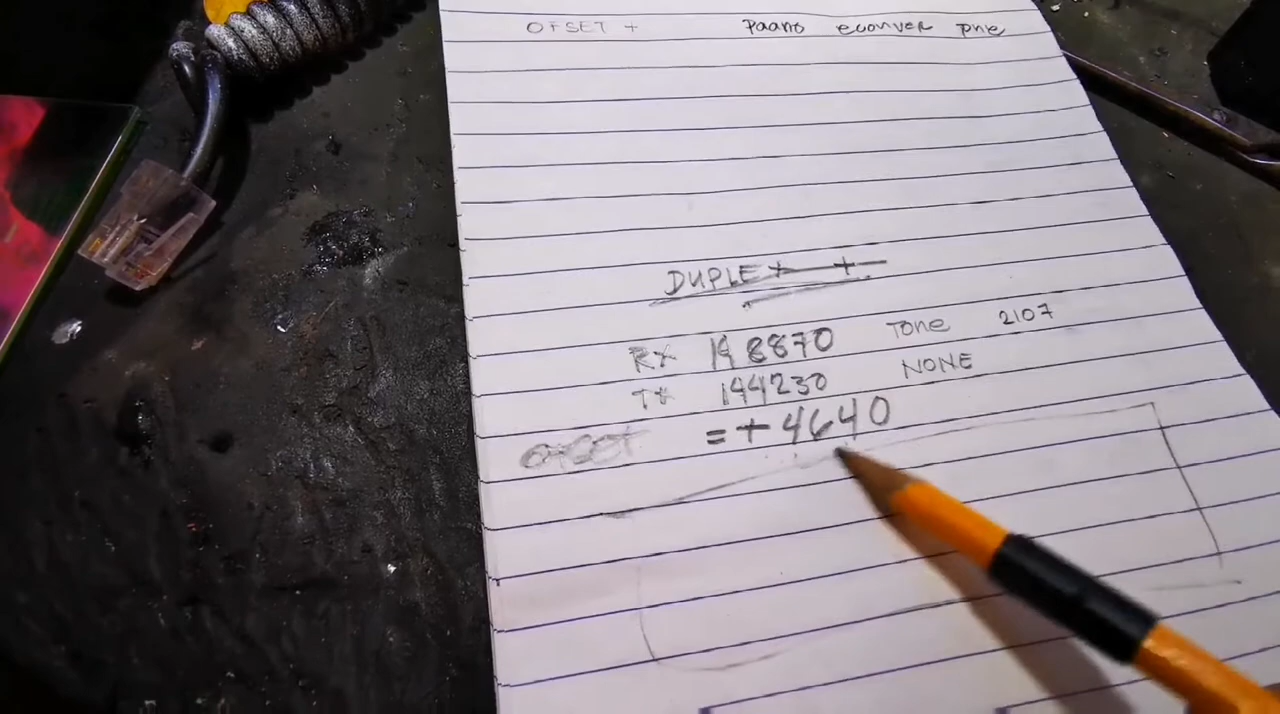 OFSET + Paano econver pne
DUPLEX +
RX 148870 Tone 2107
TX 144230 NONE
= + 4640